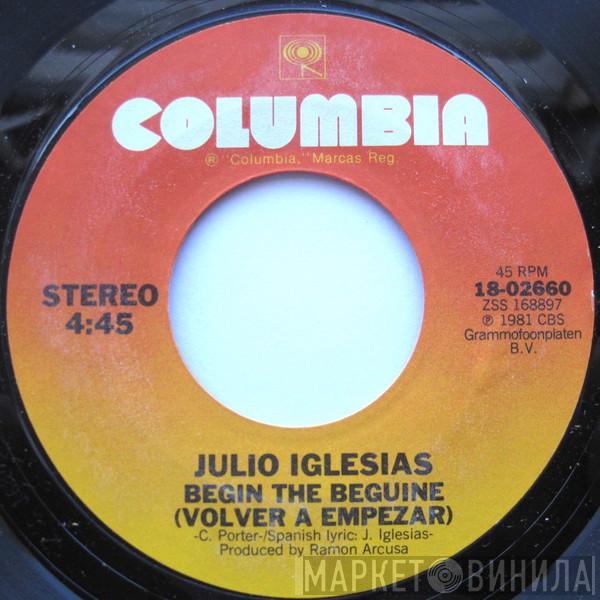 COLUMBIA
® "Columbia," Marcas Reg.
STEREO
4:45
45 RPM
18-02660
ZSS 168897
℗ 1981 CBS
Grammofoonplaten
B.V.
JULIO IGLESIAS
BEGIN THE BEGUINE
(VOLVER A EMPEZAR)
-C. Porter-/Spanish lyric: J. Iglesias-
Produced by Ramon Arcusa
МАРКЕТ ВИНИЛА